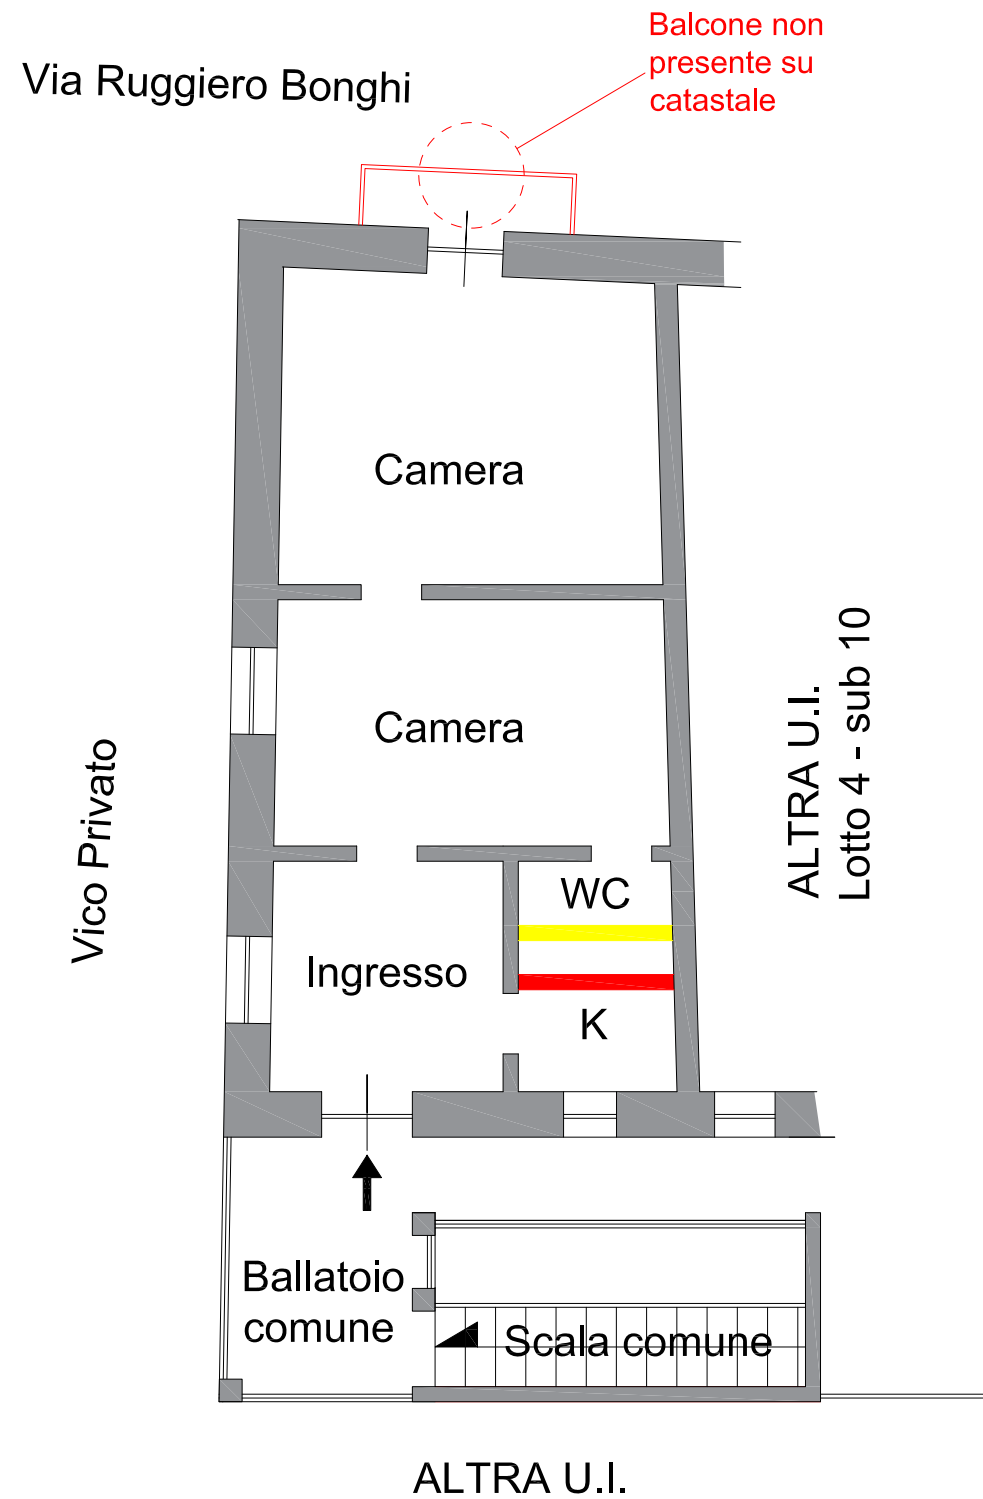 Balcone non
presente su
catastale
Via Ruggiero Bonghi
Camera
Camera
ALTRA U.I.
Lotto 4 - sub 10
Vico Privato
WC
Ingresso
K
Ballatoio
comune
Scala comune
ALTRA U.I.